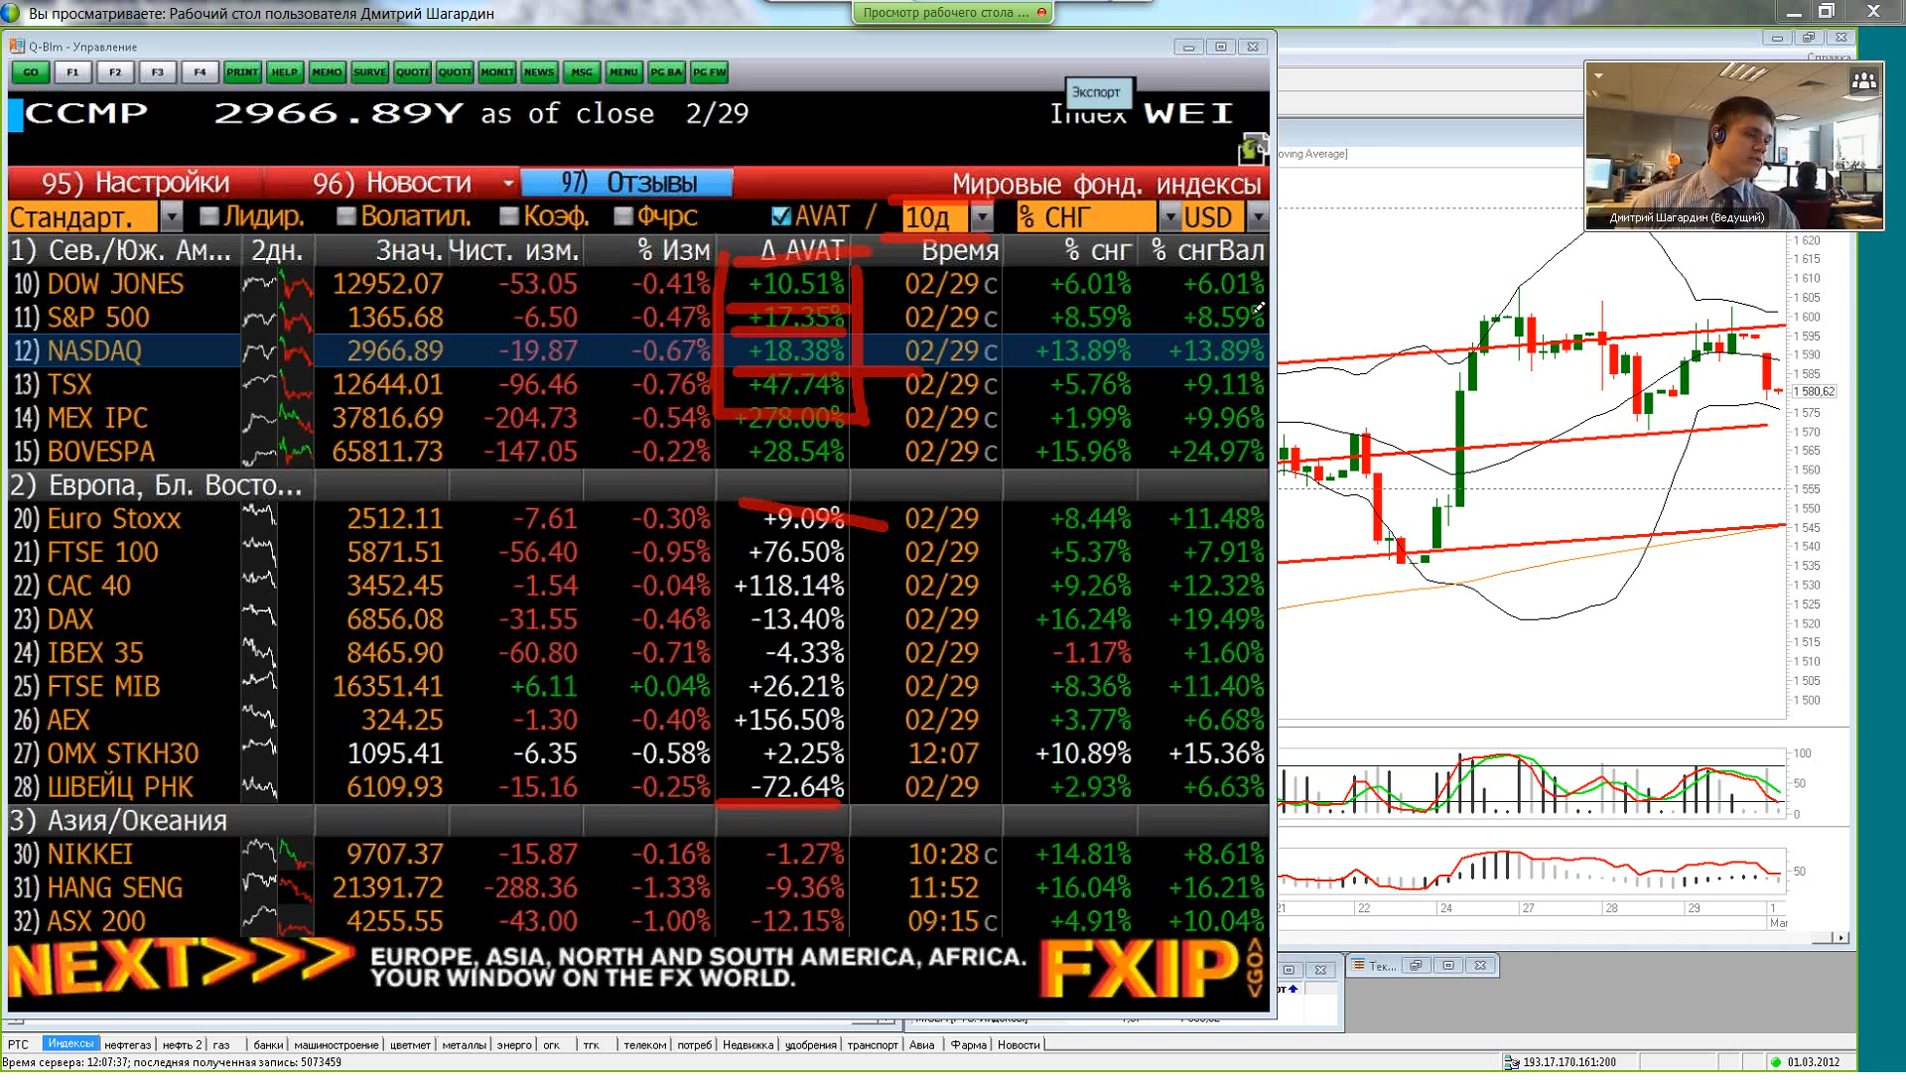 Вы просматриваете: Рабочий стол пользователя Дмитрий Шагардин
Просмотр рабочего стола ...
Q-Blm - Управление
GO F1 F2 F3 F4 PRINT HELP MEMO SURVE QUOTI QUOTI MONIT NEWS MSG MENU PG BA PG FW
Справка
Экспорт
CCMP 2966.89Y as of close 2/29 Index WEI
95) Настройки 96) Новости 97) Отзывы Мировые фонд. индексы
Стандарт. Лидир. Волатил. Коэф. Фчрс AVAT / 10д % СНГ USD
1) Сев./Юж. Ам... 2дн. Знач. Чист. изм. % Изм Δ AVAT Время % снг % снгВал
10) DOW JONES 12952.07 -53.05 -0.41% +10.51% 02/29 c +6.01% +6.01%
11) S&P 500 1365.68 -6.50 -0.47% +17.35% 02/29 c +8.59% +8.59%
12) NASDAQ 2966.89 -19.87 -0.67% +18.38% 02/29 c +13.89% +13.89%
13) TSX 12644.01 -96.46 -0.76% +47.74% 02/29 c +5.76% +9.11%
14) MEX IPC 37816.69 -204.73 -0.54% +278.00% 02/29 c +1.99% +9.96%
15) BOVESPA 65811.73 -147.05 -0.22% +28.54% 02/29 c +15.96% +24.97%
2) Европа, Бл. Восто...
20) Euro Stoxx 2512.11 -7.61 -0.30% +9.09% 02/29 +8.44% +11.48%
21) FTSE 100 5871.51 -56.40 -0.95% +76.50% 02/29 +5.37% +7.91%
22) CAC 40 3452.45 -1.54 -0.04% +118.14% 02/29 +9.26% +12.32%
23) DAX 6856.08 -31.55 -0.46% -13.40% 02/29 +16.24% +19.49%
24) IBEX 35 8465.90 -60.80 -0.71% -4.33% 02/29 -1.17% +1.60%
25) FTSE MIB 16351.41 +6.11 +0.04% +26.21% 02/29 +8.36% +11.40%
26) AEX 324.25 -1.30 -0.40% +156.50% 02/29 +3.77% +6.68%
27) OMX STKH30 1095.41 -6.35 -0.58% +2.25% 12:07 +10.89% +15.36%
28) ШВЕЙЦ РНК 6109.93 -15.16 -0.25% -72.64% 02/29 +2.93% +6.63%
3) Азия/Океания
30) NIKKEI 9707.37 -15.87 -0.16% -1.27% 10:28 c +14.81% +8.61%
31) HANG SENG 21391.72 -288.36 -1.33% -9.36% 11:52 +16.04% +16.21%
32) ASX 200 4255.55 -43.00 -1.00% -12.15% 09:15 c +4.91% +10.04%
NEXT>>> EUROPE, ASIA, NORTH AND SOUTH AMERICA, AFRICA.
YOUR WINDOW ON THE FX WORLD.
FXIP
oving Average]
Дмитрий Шагардин (Ведущий)
1 620
1 615
1 610
1 605
1 600
1 595
1 590
1 585
1 580,62
1 575
1 570
1 565
1 560
1 555
1 550
1 545
1 540
1 535
1 530
1 525
1 520
1 515
1 510
1 505
1 500
100
50
0
50
21 22 24 27 28 29 1
Mar
Тек...
РТС Индексы нефтегаз нефть 2 газ банки машиностроение цветмет металлы энерго огк тгк телеком потреб Недвижка удобрения транспорт Авиа Фарма Новости
Время сервера: 12:07:37; последняя полученная запись: 5073459
193.17.170.161:200
01.03.2012